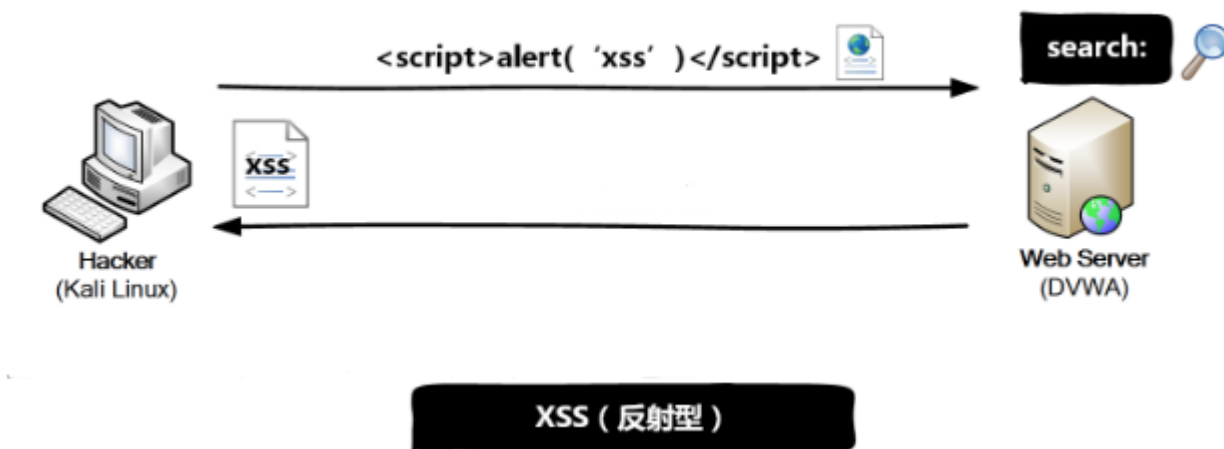 <script>alert(‘xss’)</script>
search:
XSS
Hacker
(Kali Linux)
Web Server
(DVWA)
XSS（反射型）